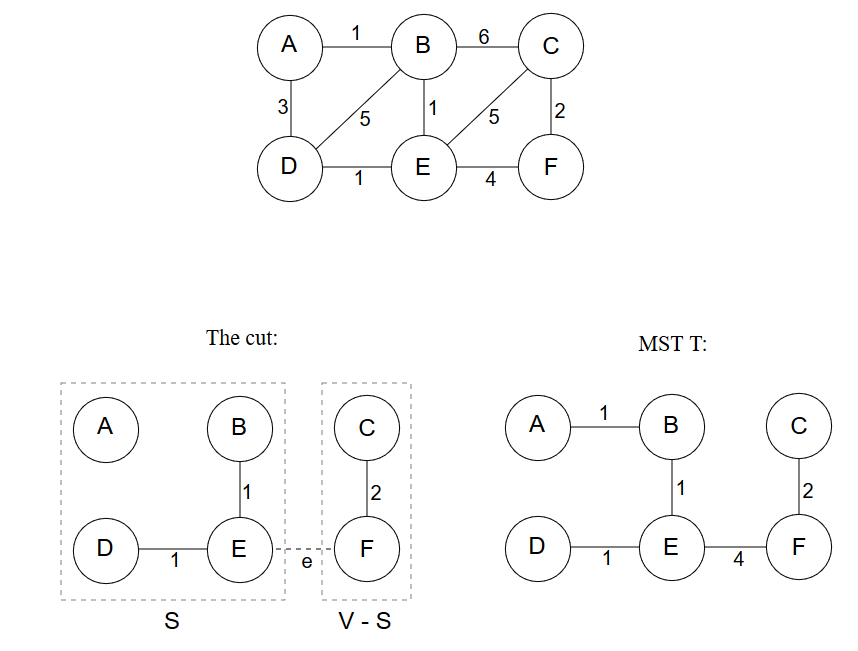 A 1 B 6 C
3 5 1 5 2
D 1 E 4 F
The cut:
MST T:
A B C
1 2
D 1 E e F
S V - S
A 1 B C
1 2
D 1 E 4 F